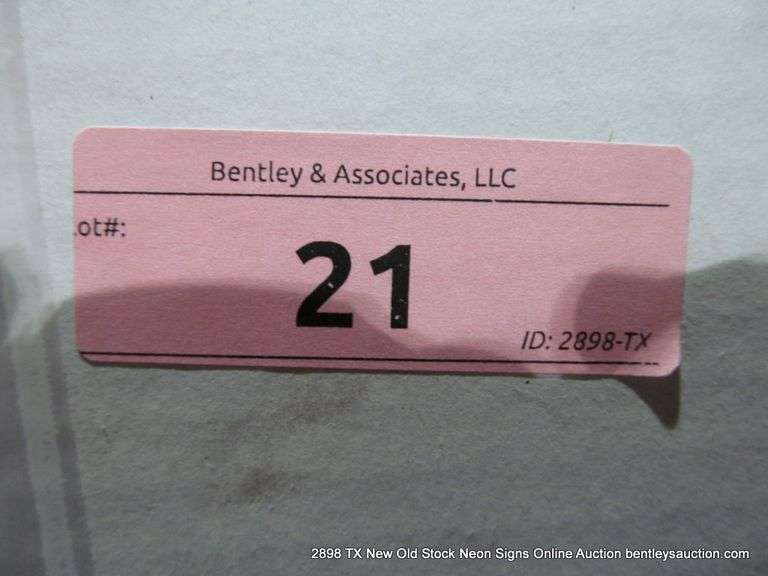 Bentley & Associates, LLC
ot#:
21
ID: 2898-TX
2898 TX New Old Stock Neon Signs Online Auction bentleysauction.com